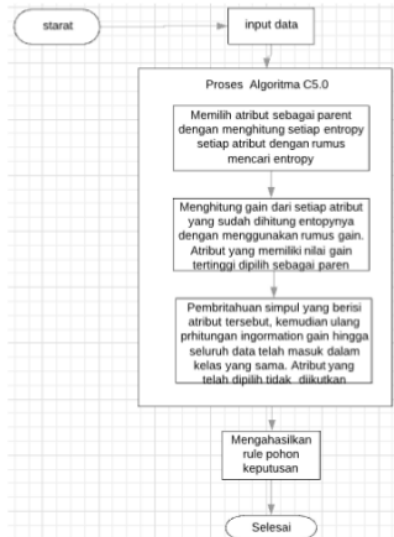 starat
input data
Proses Algoritma C5.0
Memilih atribut sebagai parent
dengan menghitung setiap entropy
setiap atribut dengan rumus
mencari entropy
Menghitung gain dari setiap atribut
yang sudah dihitung entopynya
dengan menggunakan rumus gain.
Atribut yang memiliki nilai gain
tertinggi dipilih sebagai paren
Pembritahuan simpul yang berisi
atribut tersebut, kemudian ulang
prhitungan ingormation gain hingga
seluruh data telah masuk dalam
kelas yang sama. Atribut yang
telah dipilih tidak diikutkan
Mengahasilkan
rule pohon
keputusan
Selesai